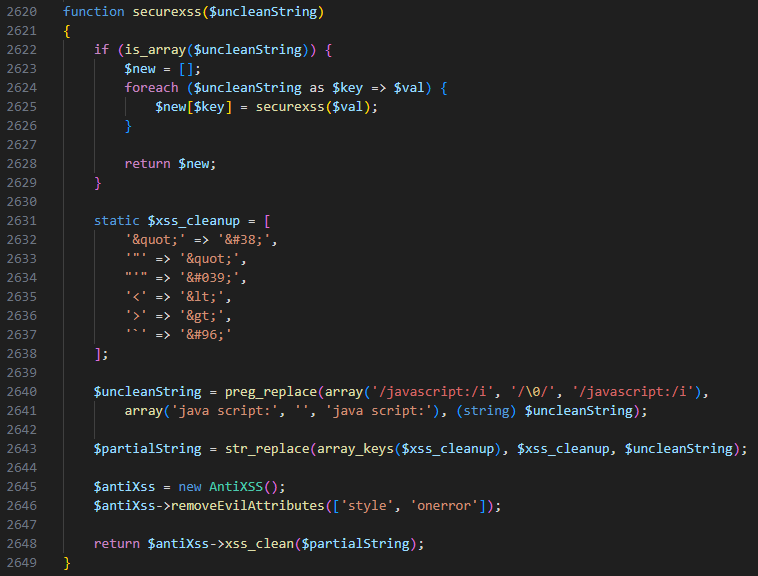 2620 function securexss($uncleanString)
2621 {
2622     if (is_array($uncleanString)) {
2623         $new = [];
2624         foreach ($uncleanString as $key => $val) {
2625             $new[$key] = securexss($val);
2626         }
2627
2628         return $new;
2629     }
2630
2631     static $xss_cleanup = [
2632         '&quot;' => '&#38;',
2633         '"' => '&quot;',
2634         "'" => '&#039;',
2635         '<' => '&lt;',
2636         '>' => '&gt;',
2637         '`' => '&#96;'
2638     ];
2639
2640     $uncleanString = preg_replace(array('/javascript:/i', '/\0/', '/javascript:/i'),
2641         array('java script:', '', 'java script:'), (string) $uncleanString);
2642
2643     $partialString = str_replace(array_keys($xss_cleanup), $xss_cleanup, $uncleanString);
2644
2645     $antiXss = new AntiXSS();
2646     $antiXss->removeEvilAttributes(['style', 'onerror']);
2647
2648     return $antiXss->xss_clean($partialString);
2649 }